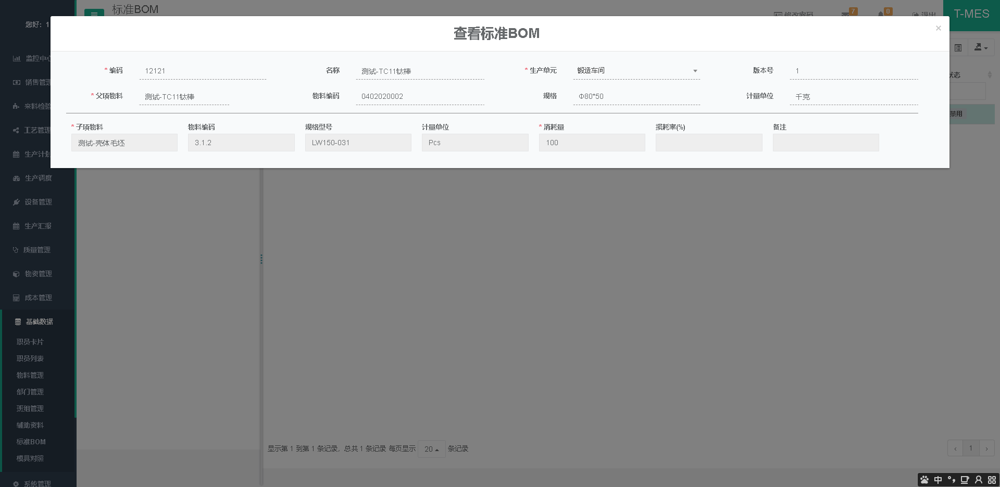 标准BOM
修改密码
7
0
退出
T-MES
您好：1
查看标准BOM
×
* 编码 12121 名称 测试-TC11钛棒 * 生产单元 锻造车间 版本号 1
* 父项物料 测试-TC11钛棒 物料编码 0402020002 规格 Φ80*50 计量单位 千克
* 子项物料 物料编码 规格型号 计量单位 * 消耗量 损耗率(%) 备注
测试-壳体毛坯 3.1.2 LW150-031 Pcs 100
状态
禁用
监控中心
销售管理
来料检验
工艺管理
生产计划
生产调度
设备管理
生产汇报
质量管理
物资管理
成本管理
基础数据
职员卡片
职员列表
物料管理
部门管理
班组管理
辅助资料
标准BOM
模具对照
系统管理
显示第 1 到第 1 条记录，总共 1 条记录 每页显示 20 条记录
‹ 1 ›
中